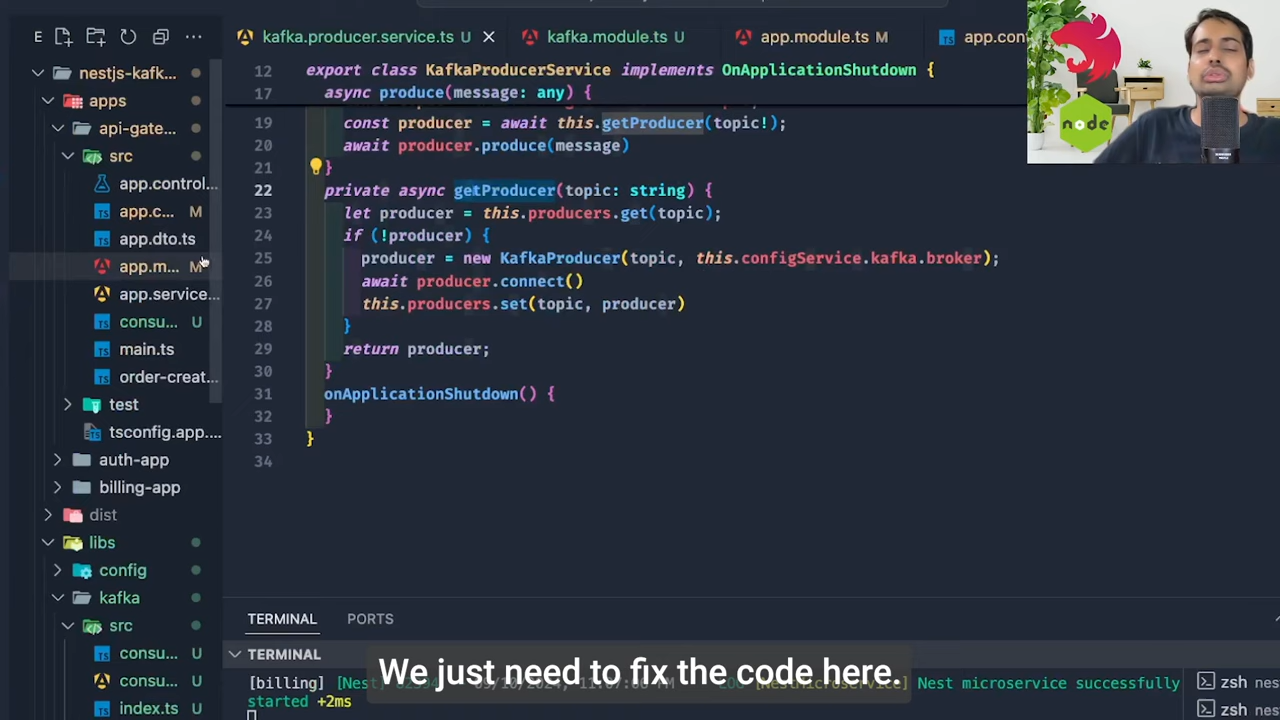 E
kafka.producer.service.ts U
kafka.module.ts U
app.module.ts M
app.con
nestjs-kafk...
apps
api-gate...
src
app.control...
app.c... M
app.dto.ts
app.m... M
app.service...
consu... U
main.ts
order-creat...
test
tsconfig.app....
auth-app
billing-app
dist
libs
config
kafka
src
consu... U
consu... U
index.ts U
12 export class KafkaProducerService implements OnApplicationShutdown {
17 async produce(message: any) {
19 const producer = await this.getProducer(topic!);
20 await producer.produce(message)
21 }
22 private async getProducer(topic: string) {
23 let producer = this.producers.get(topic);
24 if (!producer) {
25 producer = new KafkaProducer(topic, this.configService.kafka.broker);
26 await producer.connect()
27 this.producers.set(topic, producer)
28 }
29 return producer;
30 }
31 onApplicationShutdown() {
32 }
33 }
34
node
TERMINAL PORTS
TERMINAL
[billing] [Nest] Nest microservice successfully
started +2ms
zsh nes
zsh nes
We just need to fix the code here.